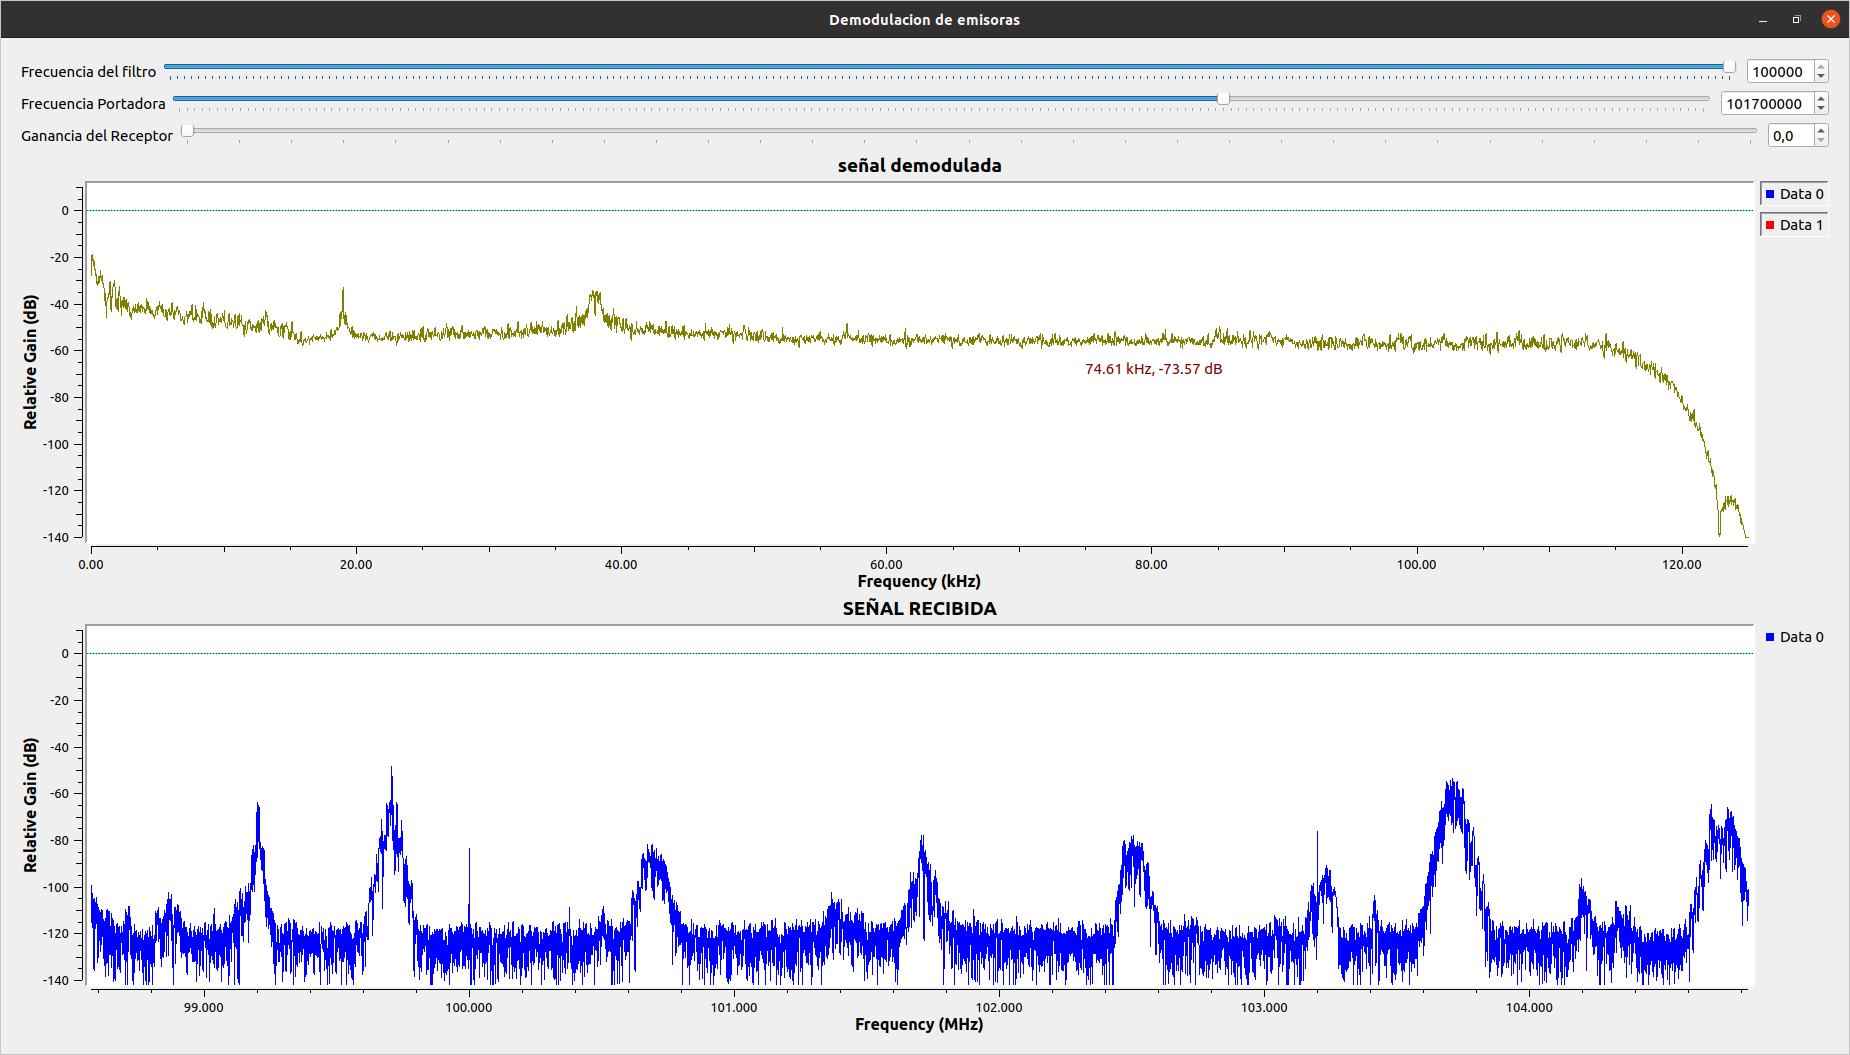 Demodulacion de emisoras
Frecuencia del filtro 100000
Frecuencia Portadora 101700000
Ganancia del Receptor 0,0
señal demodulada
Data 0
Data 1
Relative Gain (dB)
0
-20
-40
-60
-80
-100
-120
-140
74.61 kHz, -73.57 dB
0.00 20.00 40.00 60.00 80.00 100.00 120.00
Frequency (kHz)
SEÑAL RECIBIDA
Data 0
Relative Gain (dB)
0
-20
-40
-60
-80
-100
-120
-140
99.000 100.000 101.000 102.000 103.000 104.000
Frequency (MHz)